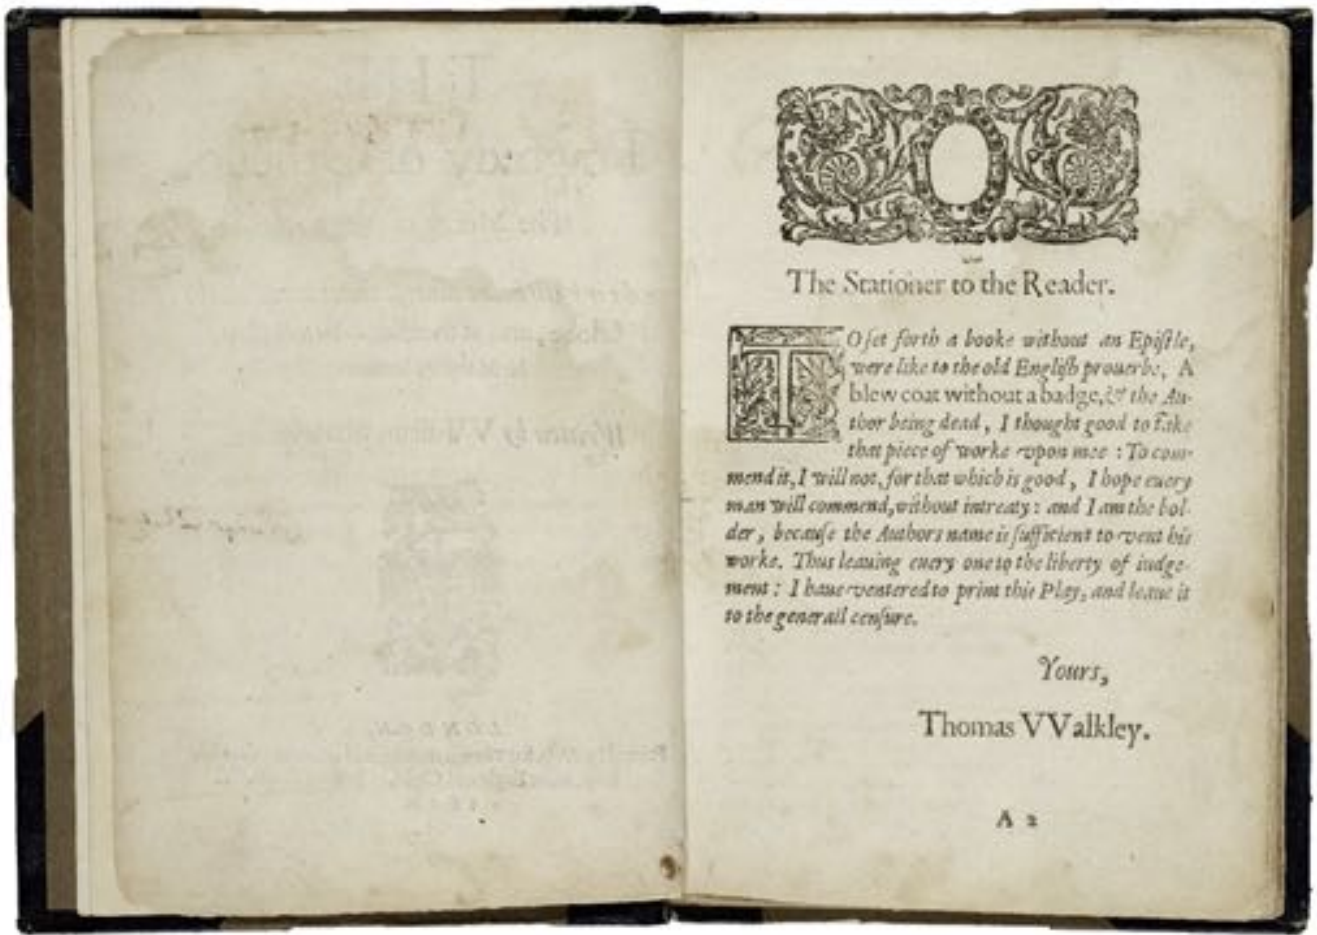 The Stationer to the Reader.
TO ſet forth a booke without an Epiſtle,
were like to the old Engliſh prouerbe, A
blew coat without a badge, & the Au-
thor being dead, I thought good to take
that piece of worke vpon mee : To com-
mend it, I will not, for that which is good, I hope euery
man will commend, without intreaty : and I am the bol-
der, becauſe the Authors name is ſufficient to vent his
worke. Thus leauing euery one to the liberty of iudge-
ment : I haue ventered to print this Play, and leaue it
to the generall cenſure.
Yours,
Thomas VValkley.
A 2